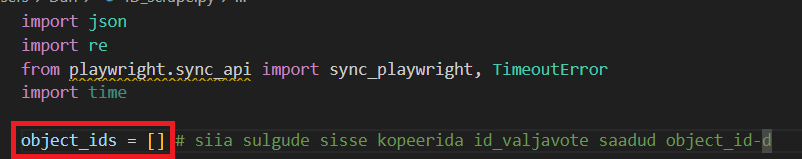 import json
import re
from playwright.sync_api import sync_playwright, TimeoutError
import time
object_ids = [] # siia sulgude sisse kopeerida id_valjavote saadud object_id-d